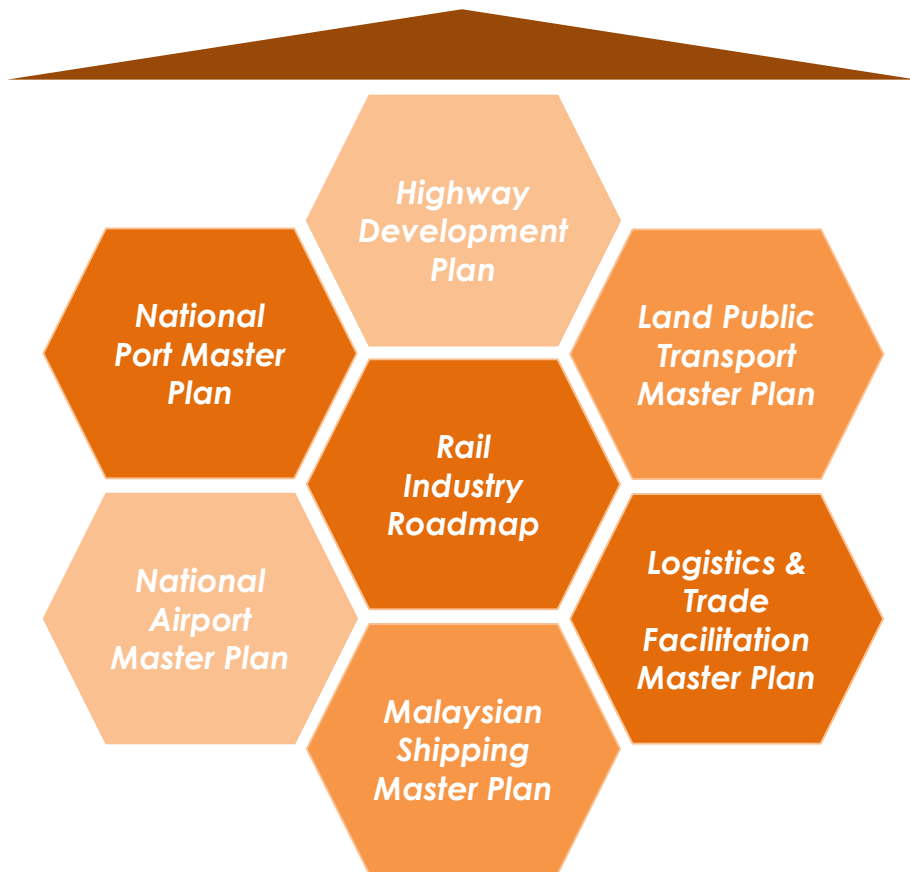 Highway
Development
Plan
National
Port Master
Plan
Land Public
Transport
Master Plan
Rail
Industry
Roadmap
National
Airport
Master Plan
Logistics &
Trade
Facilitation
Master Plan
Malaysian
Shipping
Master Plan